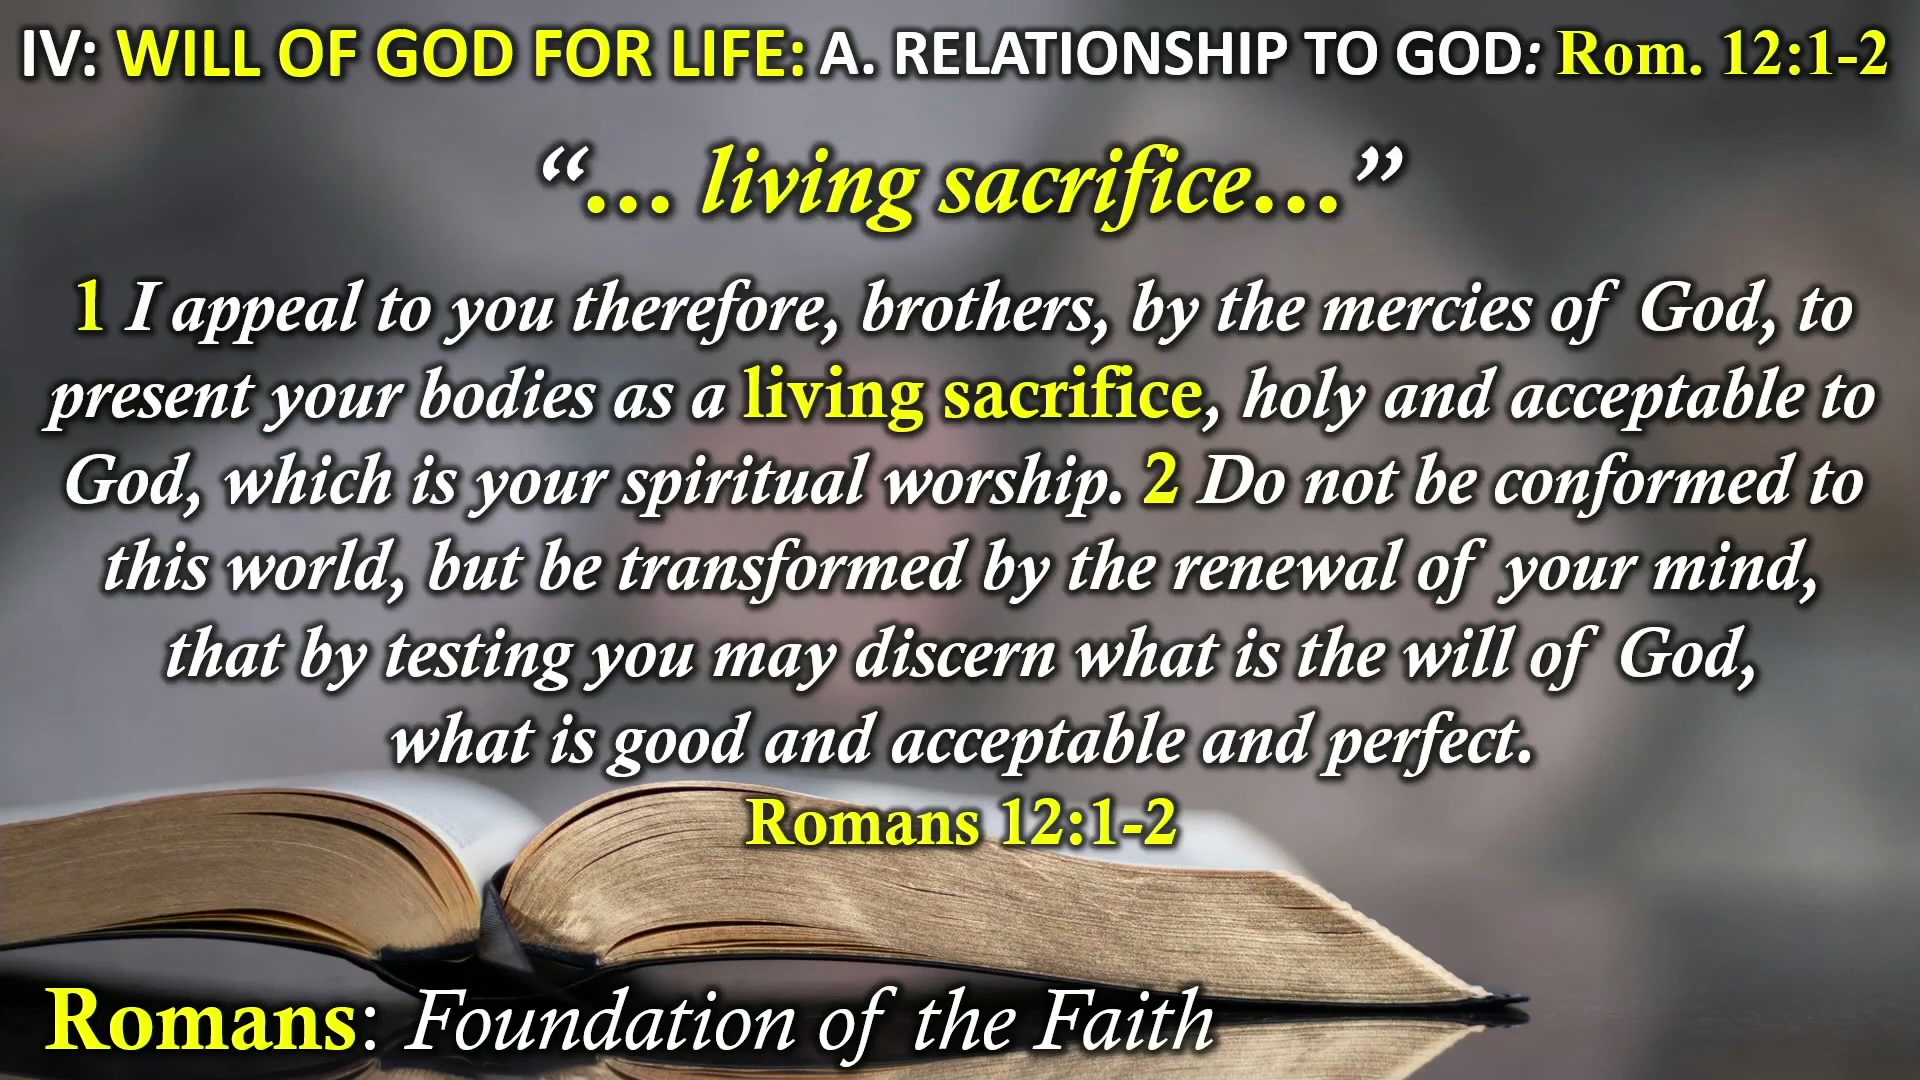 IV: WILL OF GOD FOR LIFE: A. RELATIONSHIP TO GOD: Rom. 12:1-2
“… living sacrifice…”
1 I appeal to you therefore, brothers, by the mercies of God, to
present your bodies as a living sacrifice, holy and acceptable to
God, which is your spiritual worship. 2 Do not be conformed to
this world, but be transformed by the renewal of your mind,
that by testing you may discern what is the will of God,
what is good and acceptable and perfect.
Romans 12:1-2
Romans: Foundation of the Faith